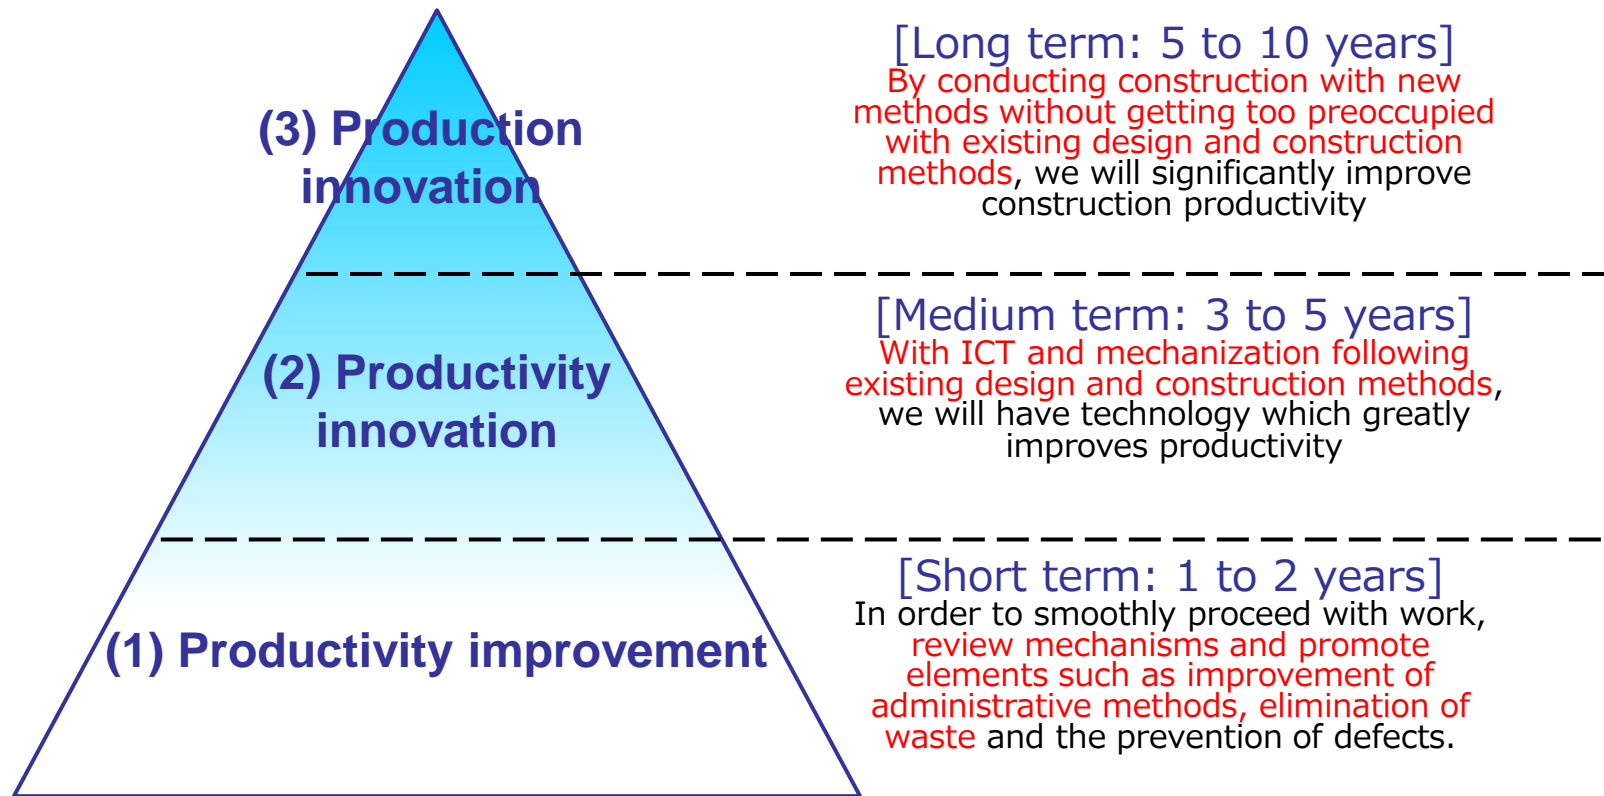 (3) Production
innovation
[Long term: 5 to 10 years]
By conducting construction with new
methods without getting too preoccupied
with existing design and construction
methods, we will significantly improve
construction productivity
(2) Productivity
innovation
[Medium term: 3 to 5 years]
With ICT and mechanization following
existing design and construction methods,
we will have technology which greatly
improves productivity
(1) Productivity improvement
[Short term: 1 to 2 years]
In order to smoothly proceed with work,
review mechanisms and promote
elements such as improvement of
administrative methods, elimination of
waste and the prevention of defects.